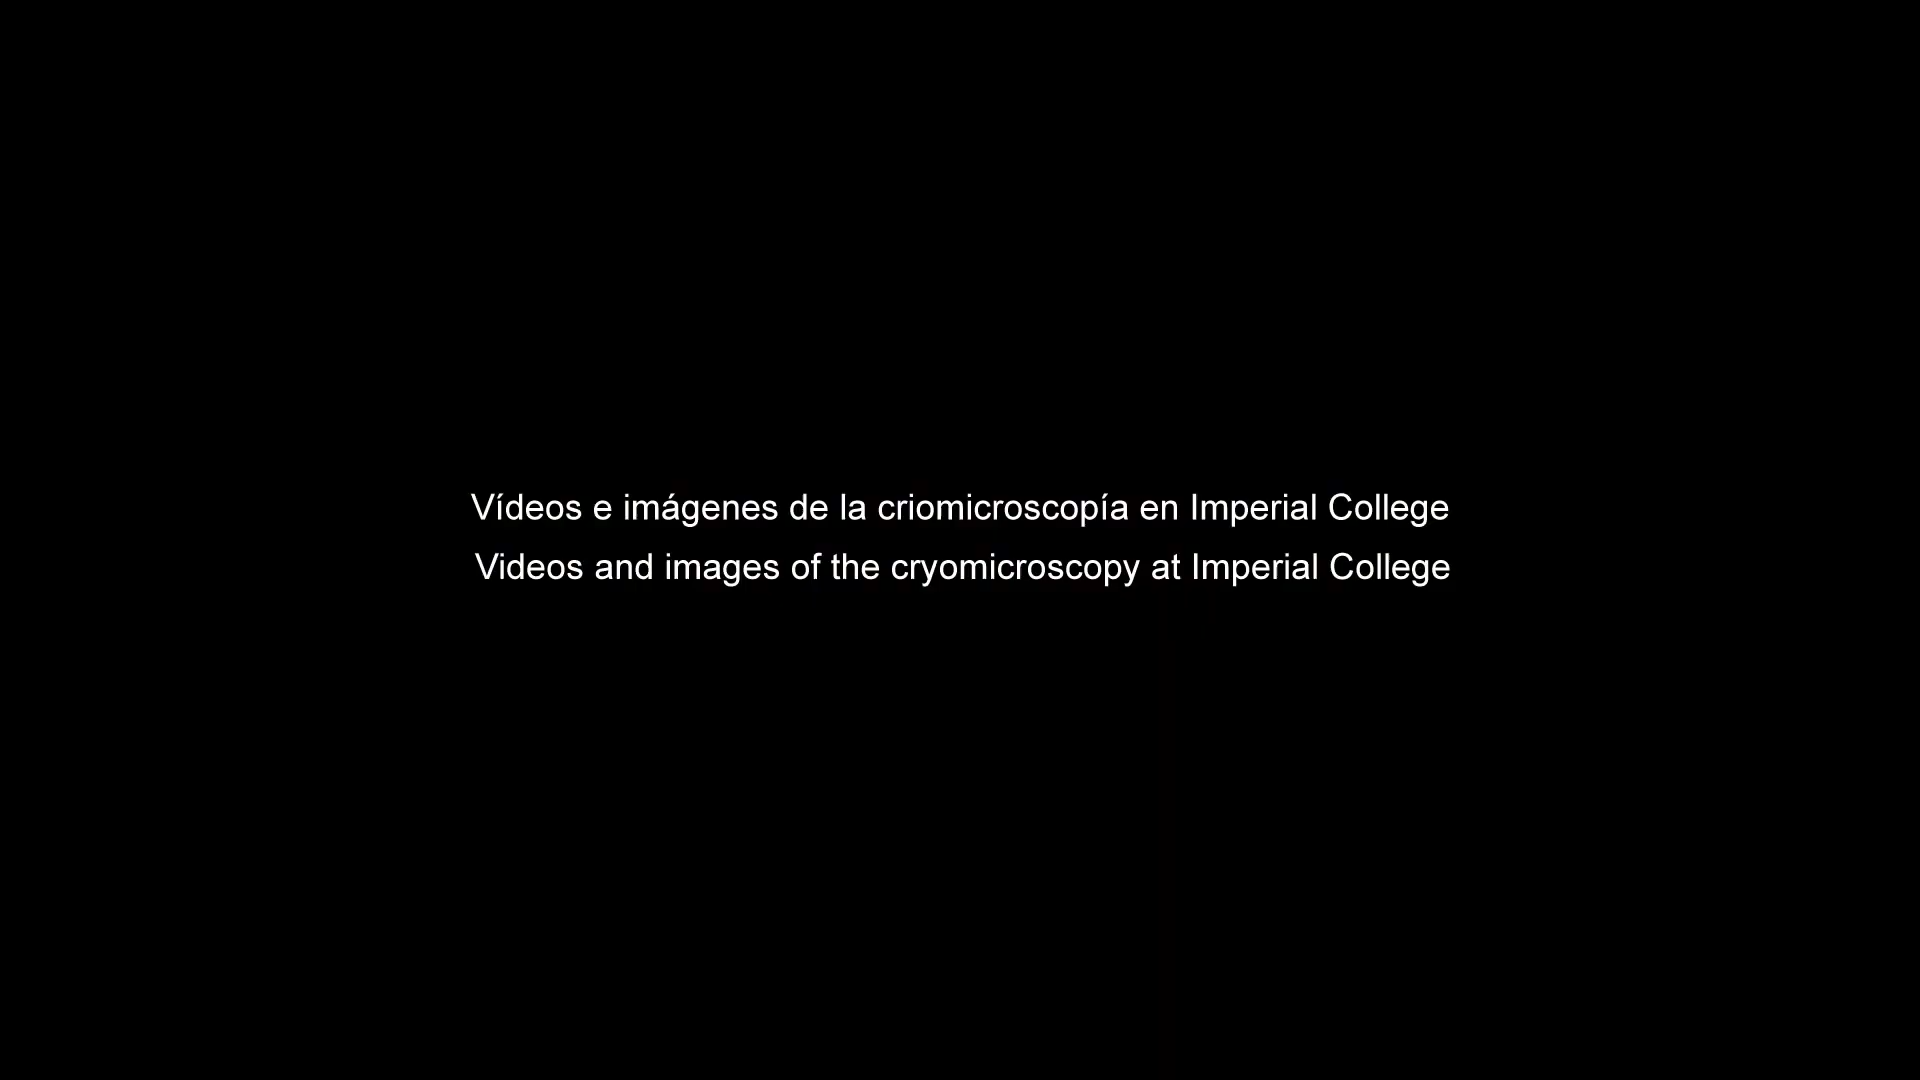 Vídeos e imágenes de la criomicroscopía en Imperial College
Videos and images of the cryomicroscopy at Imperial College